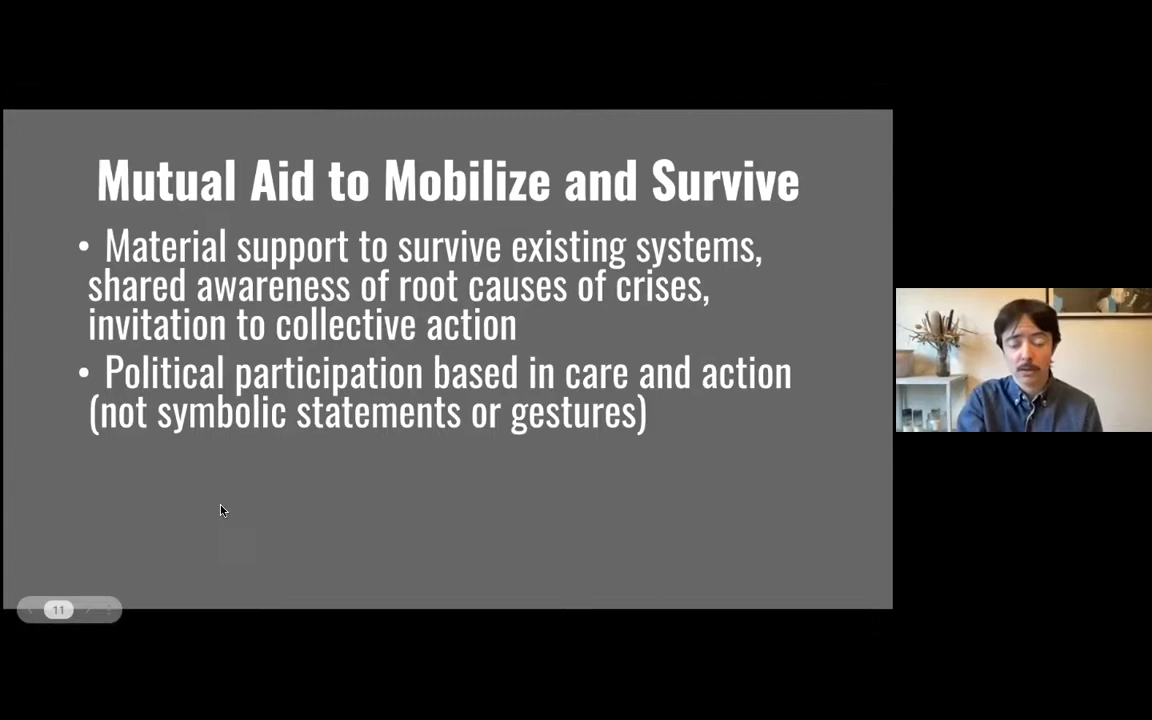 Mutual Aid to Mobilize and Survive
• Material support to survive existing systems,
shared awareness of root causes of crises,
invitation to collective action
• Political participation based in care and action
(not symbolic statements or gestures)
11